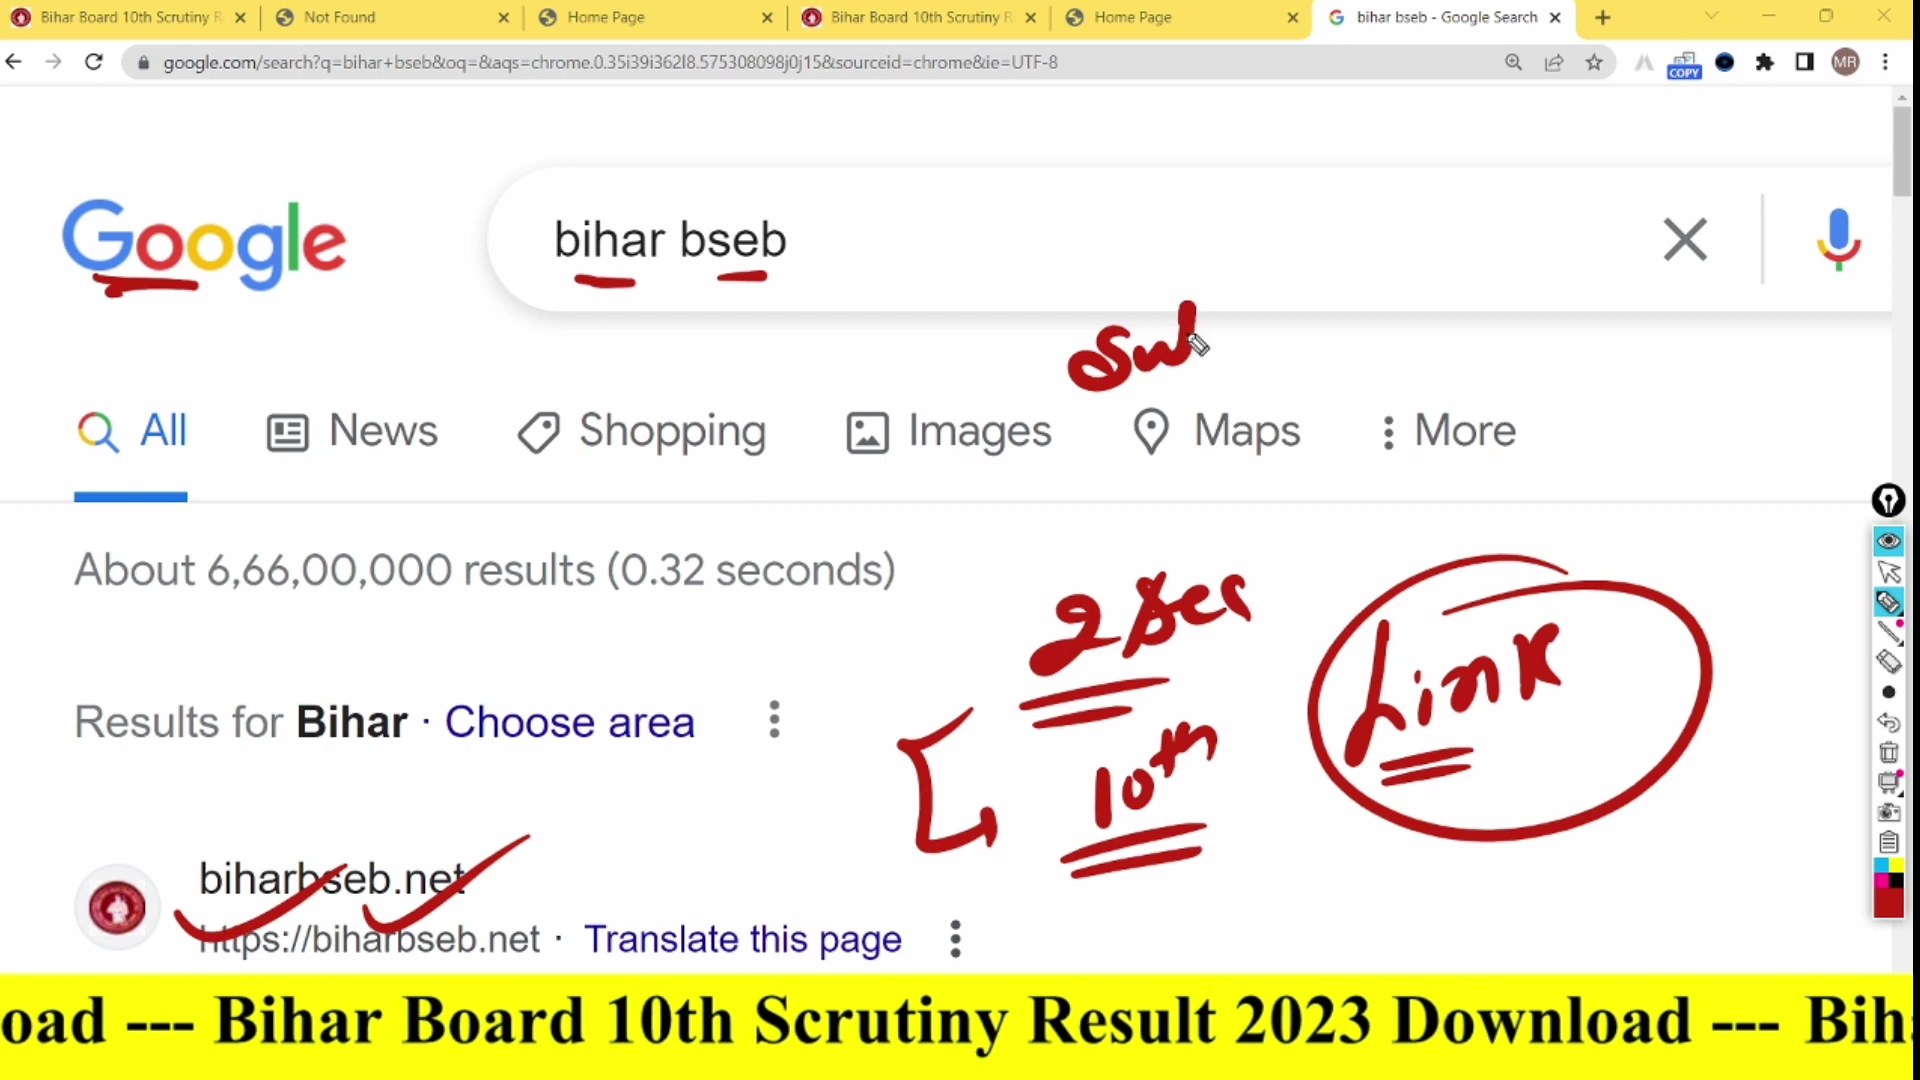 Bihar Board 10th Scrutiny R
Not Found
Home Page
Bihar Board 10th Scrutiny R
Home Page
bihar bseb - Google Search
google.com/search?q=bihar+bseb&oq=&aqs=chrome.0.35i39i362l8.575308098j0j15&sourceid=chrome&ie=UTF-8
COPY
MR
Google
bihar bseb
All
News
Shopping
Images
Maps
More
About 6,66,00,000 results (0.32 seconds)
2 Sec
Link
10th
Results for Bihar · Choose area
biharbseb.net
https://biharbseb.net · Translate this page
oad --- Bihar Board 10th Scrutiny Result 2023 Download --- Bih